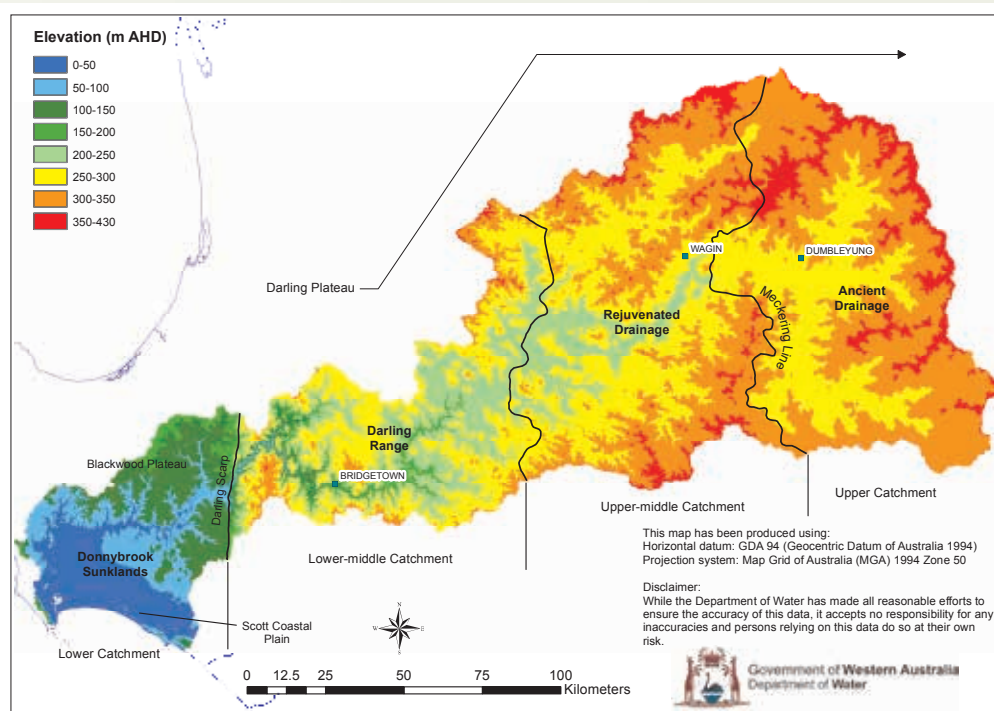 Elevation (m AHD)
0-50
50-100
100-150
150-200
200-250
250-300
300-350
350-430
Darling Plateau
WAGIN
DUMBLEYUNG
Rejuvenated
Drainage
Meckering Line
Ancient
Drainage
Darling
Range
BRIDGETOWN
Blackwood Plateau
Darling Scarp
Donnybrook
Sunklands
Scott Coastal
Plain
Lower Catchment
Lower-middle Catchment
Upper-middle Catchment
Upper Catchment
This map has been produced using:
Horizontal datum: GDA 94 (Geocentric Datum of Australia 1994)
Projection system: Map Grid of Australia (MGA) 1994 Zone 50
Disclaimer:
While the Department of Water has made all reasonable efforts to
ensure the accuracy of this data, it accepts no responsibility for any
inaccuracies and persons relying on this data do so at their own
risk.
N
W E
S
0 12.5 25 50 75 100
Kilometers
Government of Western Australia
Department of Water